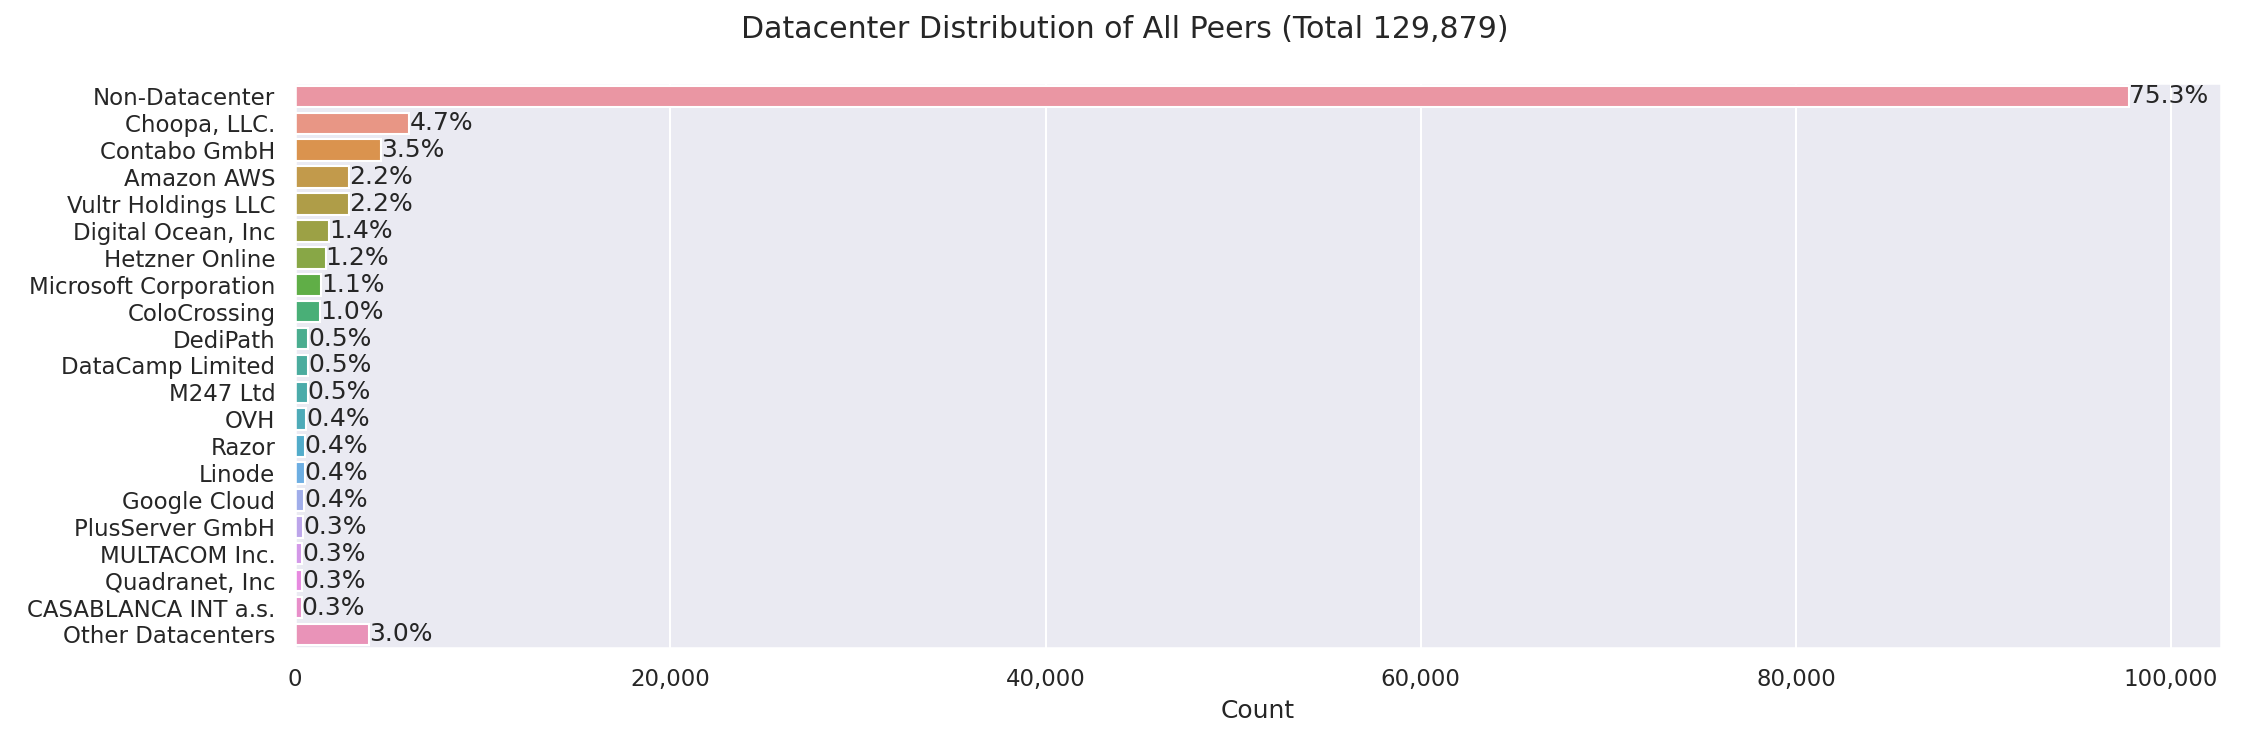 Datacenter Distribution of All Peers (Total 129,879)
Non-Datacenter 75.3%
Choopa, LLC. 4.7%
Contabo GmbH 3.5%
Amazon AWS 2.2%
Vultr Holdings LLC 2.2%
Digital Ocean, Inc 1.4%
Hetzner Online 1.2%
Microsoft Corporation 1.1%
ColoCrossing 1.0%
DediPath 0.5%
DataCamp Limited 0.5%
M247 Ltd 0.5%
OVH 0.4%
Razor 0.4%
Linode 0.4%
Google Cloud 0.4%
PlusServer GmbH 0.3%
MULTACOM Inc. 0.3%
Quadranet, Inc 0.3%
CASABLANCA INT a.s. 0.3%
Other Datacenters 3.0%
0 20,000 40,000 60,000 80,000 100,000
Count